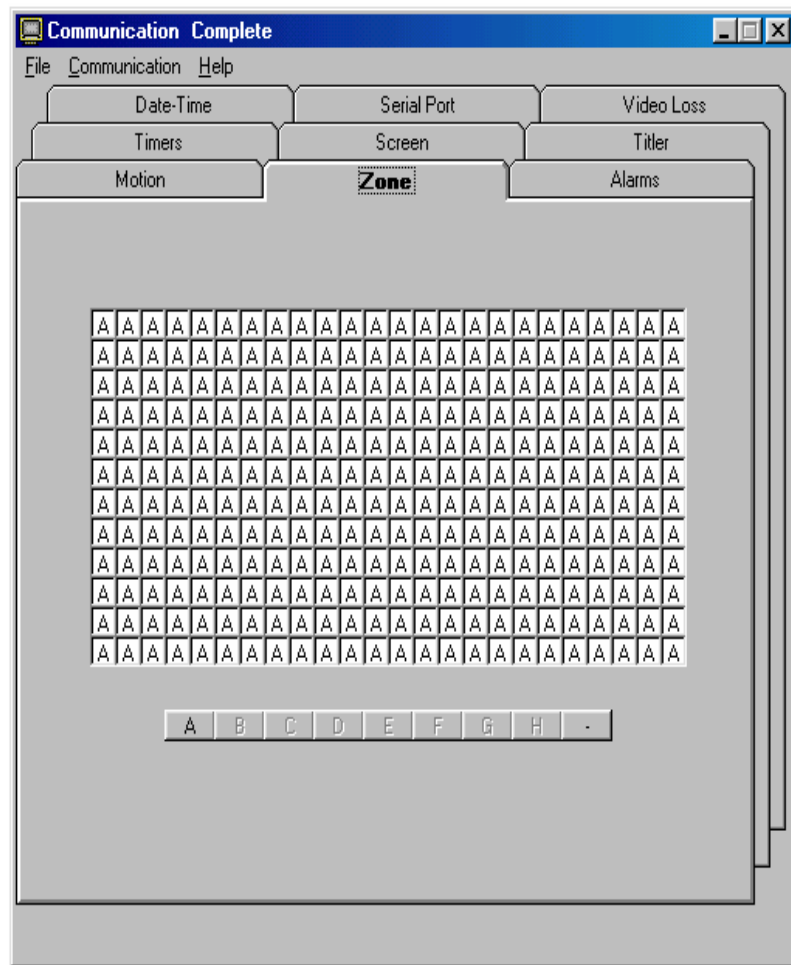 Communication Complete
File Communication Help
Date-Time Serial Port Video Loss
Timers Screen Titler
Motion Zone Alarms
A A A A A A A A A A A A A A A A A A A A A A A A
A A A A A A A A A A A A A A A A A A A A A A A A
A A A A A A A A A A A A A A A A A A A A A A A A
A A A A A A A A A A A A A A A A A A A A A A A A
A A A A A A A A A A A A A A A A A A A A A A A A
A A A A A A A A A A A A A A A A A A A A A A A A
A A A A A A A A A A A A A A A A A A A A A A A A
A A A A A A A A A A A A A A A A A A A A A A A A
A A A A A A A A A A A A A A A A A A A A A A A A
A A A A A A A A A A A A A A A A A A A A A A A A
A A A A A A A A A A A A A A A A A A A A A A A A
A A A A A A A A A A A A A A A A A A A A A A A A
A B C D E F G H -